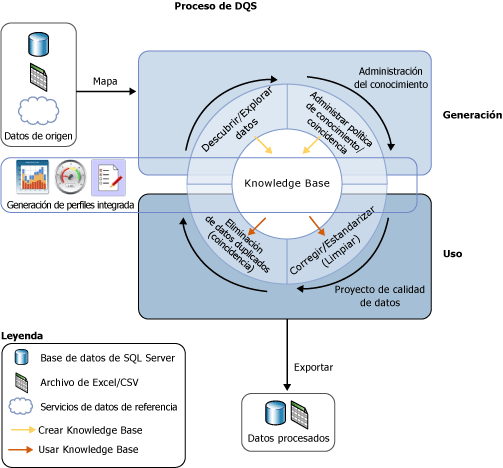 Proceso de DQS
Datos de origen
Mapa
Administración
del conocimiento
Generación
Descubrir/Explorar
datos
Administrar política
de conocimiento/
coincidencia
Knowledge Base
Generación de perfiles integrada
Eliminación
de datos duplicados
(coincidencia)
Corregir/Estandarizar
(Limpiar)
Uso
Proyecto de calidad
de datos
Exportar
Datos procesados
Leyenda
Base de datos de SQL Server
Archivo de Excel/CSV
Servicios de datos de referencia
Crear Knowledge Base
Usar Knowledge Base